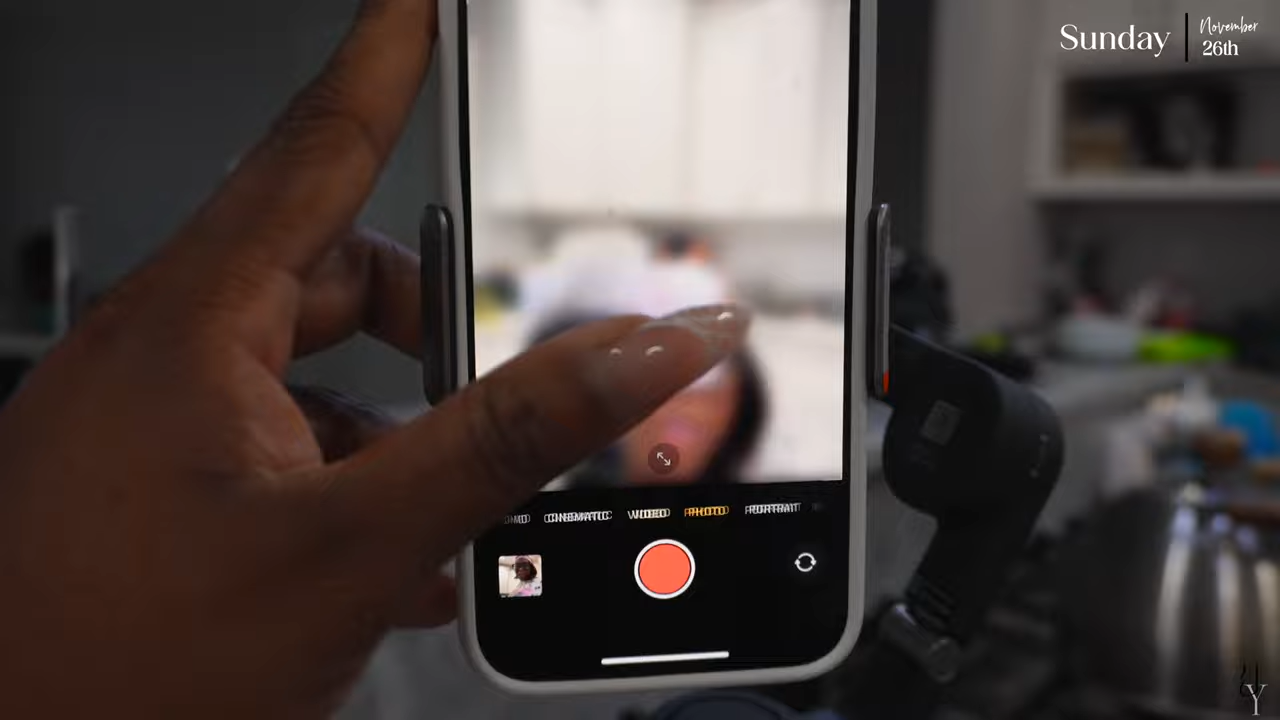 Sunday
November
26th
CINEMATIC
VIDEO
PHOTO
PORTRAIT
Y